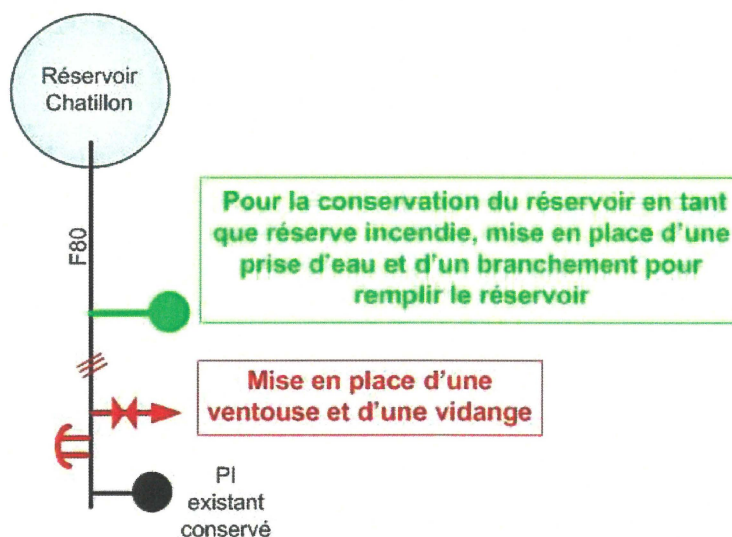 Réservoir
Chatillon
F80
Pour la conservation du réservoir en tant
que réserve incendie, mise en place d'une
prise d'eau et d'un branchement pour
remplir le réservoir
Mise en place d'une
ventouse et d'une vidange
PI
existant
conservé